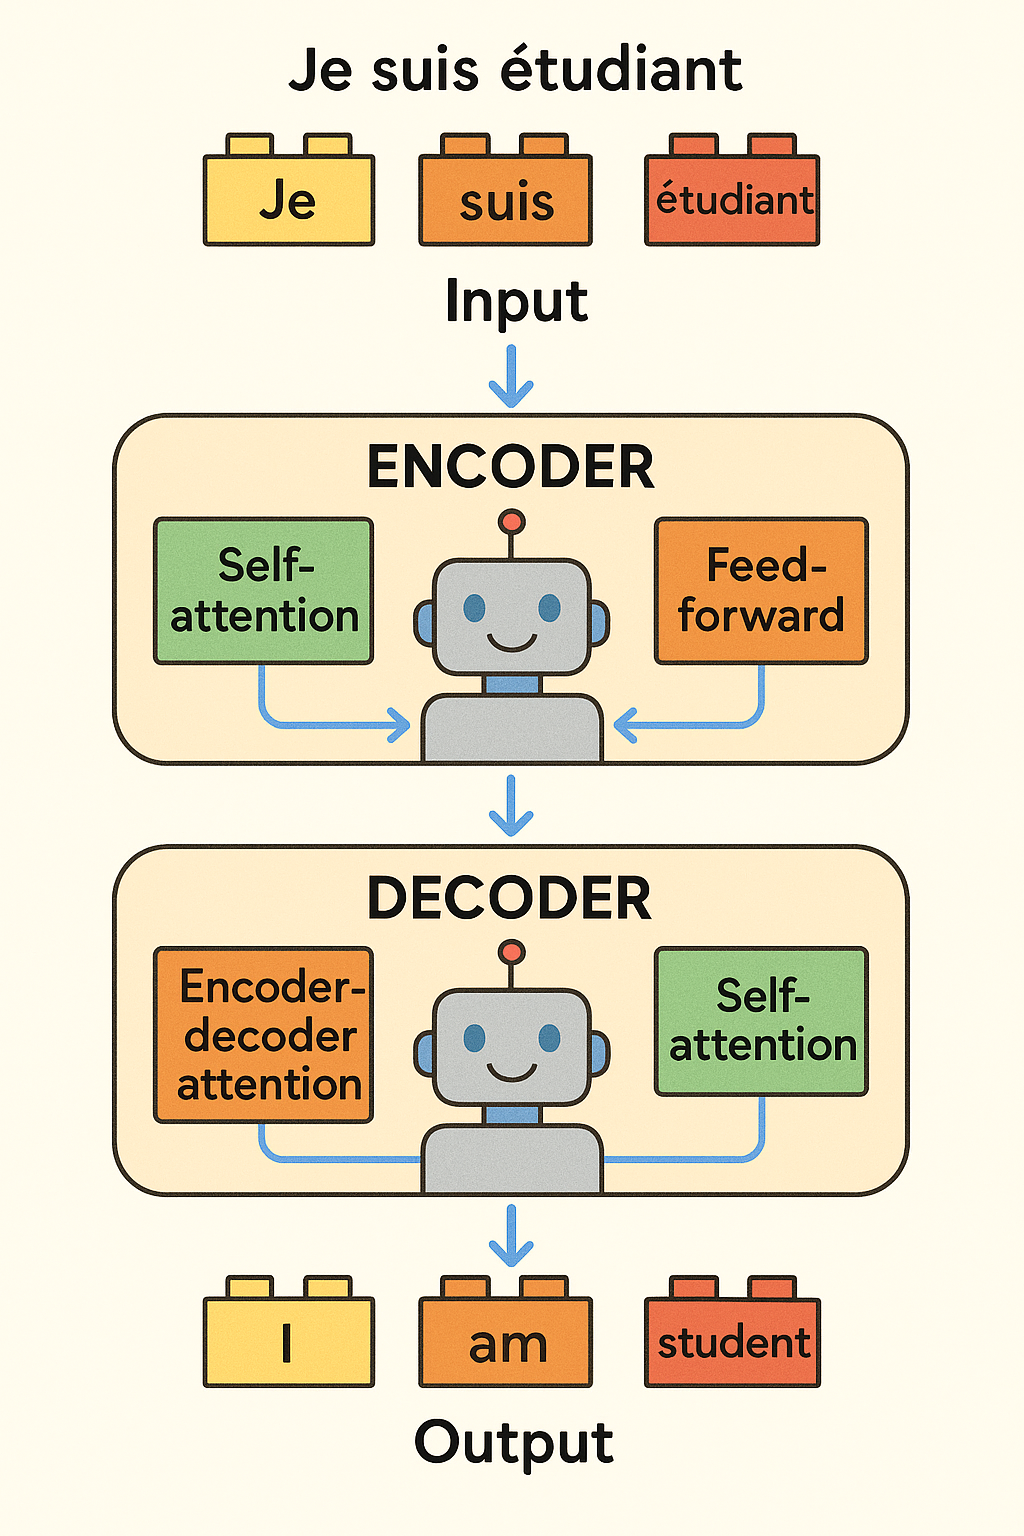 Je suis étudiant
Je suis étudiant
Input
ENCODER
Self-
attention
Feed-
forward
DECODER
Encoder-
decoder
attention
Self-
attention
I am student
Output